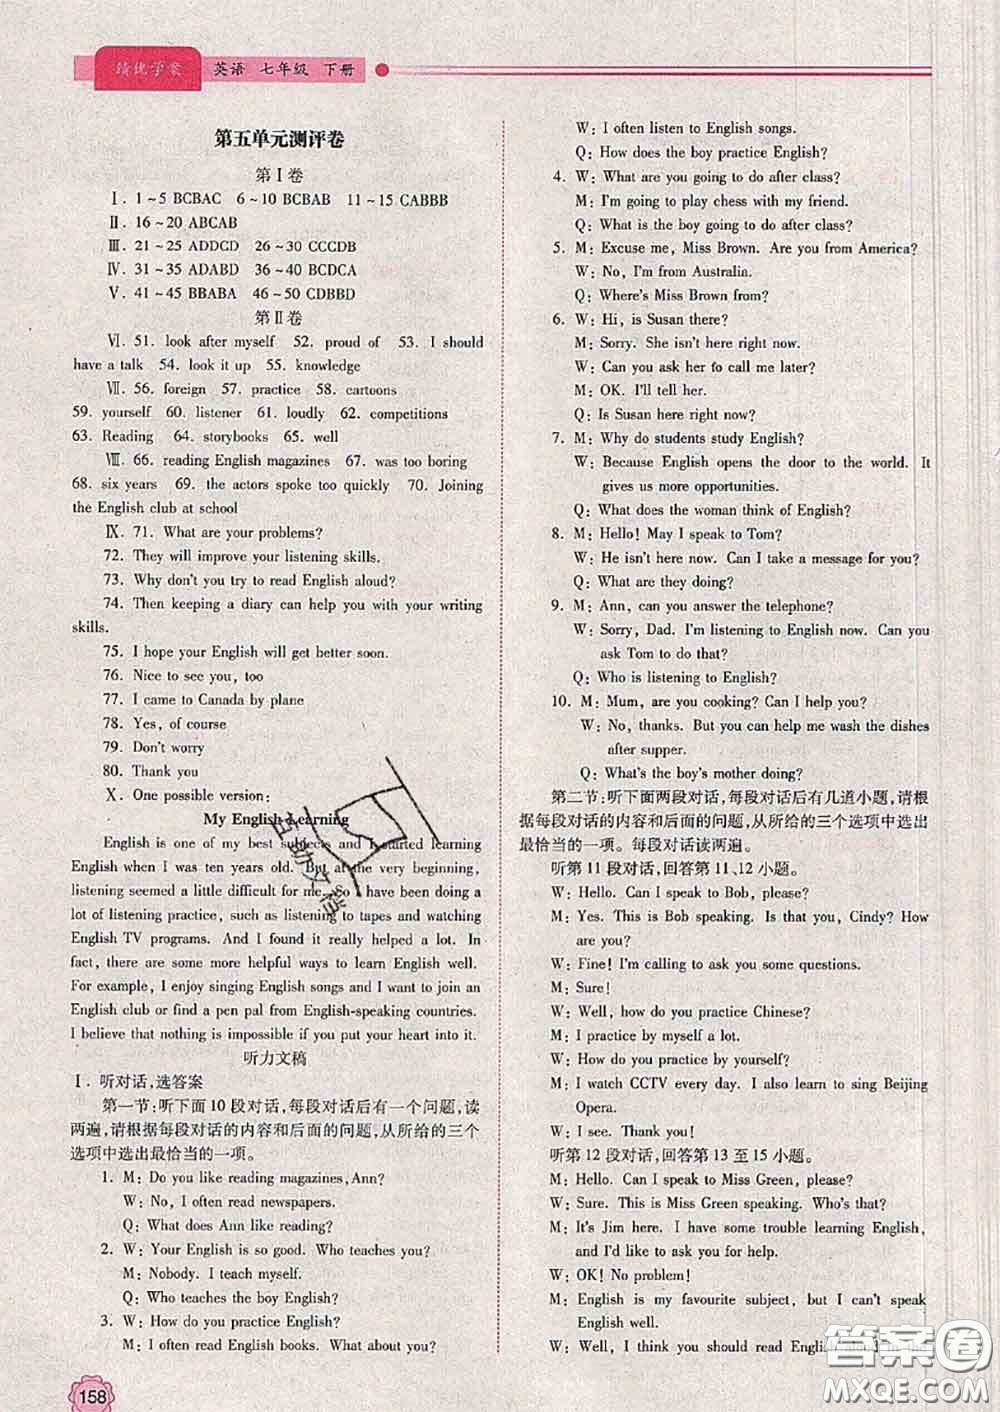 绩优学案 英语 七年级 下册
第五单元测评卷
第Ⅰ卷
Ⅰ. 1~5 BCBAC 6~10 BCBAB 11~15 CABBB
Ⅱ. 16~20 ABCAB
Ⅲ. 21~25 ADDCD 26~30 CCCDB
Ⅳ. 31~35 ADABD 36~40 BCDCA
Ⅴ. 41~45 BBABA 46~50 CDBBD
第Ⅱ卷
Ⅵ. 51. look after myself 52. proud of 53. I should
have a talk 54. look it up 55. knowledge
Ⅶ. 56. foreign 57. practice 58. cartoons
59. yourself 60. listener 61. loudly 62. competitions
63. Reading 64. storybooks 65. well
Ⅷ. 66. reading English magazines 67. was too boring
68. six years 69. the actors spoke too quickly 70. Joining
the English club at school
Ⅸ. 71. What are your problems?
72. They will improve your listening skills.
73. Why don't you try to read English aloud?
74. Then keeping a diary can help you with your writing
skills.
75. I hope your English will get better soon.
76. Nice to see you, too
77. I came to Canada by plane
78. Yes, of course
79. Don't worry
80. Thank you
Ⅹ. One possible version:
My English Learning
English is one of my best subjects and I started learning
English when I was ten years old. But at the very beginning,
listening seemed a little difficult for me. So I have been doing a
lot of listening practice, such as listening to tapes and watching
English TV programs. And I found it really helped a lot. In
fact, there are some more helpful ways to learn English well.
For example, I enjoy singing English songs and I want to join an
English club or find a pen pal from English-speaking countries.
I believe that nothing is impossible if you put your heart into it.
听力文稿
Ⅰ. 听对话,选答案
第一节:听下面10段对话,每段对话后有一个问题,读
两遍,请根据每段对话的内容和后面的问题,从所给的三个
选项中选出最恰当的一项。
1. M: Do you like reading magazines, Ann?
W: No, I often read newspapers.
Q: What does Ann like reading?
2. W: Your English is so good. Who teaches you?
M: Nobody. I teach myself.
Q: Who teaches the boy English?
3. W: How do you practice English?
M: I often read English books. What about you?
158
W: I often listen to English songs.
Q: How does the boy practice English?
4. W: What are you going to do after class?
M: I'm going to play chess with my friend.
Q: What is the boy going to do after class?
5. M: Excuse me, Miss Brown. Are you from America?
W: No, I'm from Australia.
Q: Where's Miss Brown from?
6. W: Hi, is Susan there?
M: Sorry. She isn't here right now.
W: Can you ask her fo call me later?
M: OK. I'll tell her.
Q: Is Susan here right now?
7. M: Why do students study English?
W: Because English opens the door to the world. It
gives us more opportunities.
Q: What does the woman think of English?
8. M: Hello! May I speak to Tom?
W: He isn't here now. Can I take a message for you?
Q: What are they doing?
9. M: Ann, can you answer the telephone?
W: Sorry, Dad. I'm listening to English now. Can you
ask Tom to do that?
Q: Who is listening to English?
10. M: Mum, are you cooking? Can I help you?
W: No, thanks. But you can help me wash the dishes
after supper.
Q: What's the boy's mother doing?
第二节:听下面两段对话,每段对话后有几道小题,请根
据每段对话的内容和后面的问题,从所给的三个选项中选出
最恰当的一项。每段对话读两遍。
听第11段对话,回答第11、12小题。
W: Hello. Can I speak to Bob, please?
M: Yes. This is Bob speaking. Is that you, Cindy? How
are you?
W: Fine! I'm calling to ask you some questions.
M: Sure!
W: Well, how do you practice Chinese?
M: I practice by myself a lot.
W: How do you practice by yourself?
M: I watch CCTV every day. I also learn to sing Beijing
Opera.
W: I see. Thank you!
听第12段对话,回答第13至15小题。
M: Hello. Can I speak to Miss Green, please?
W: Sure. This is Miss Green speaking. Who's that?
M: It's Jim here. I have some trouble learning English,
and I'd like to ask you for help.
W: OK! No problem!
M: English is my favourite subject, but I can't speak
English well.
W: Well, I think you should read English
答案圈
MXQE.COM